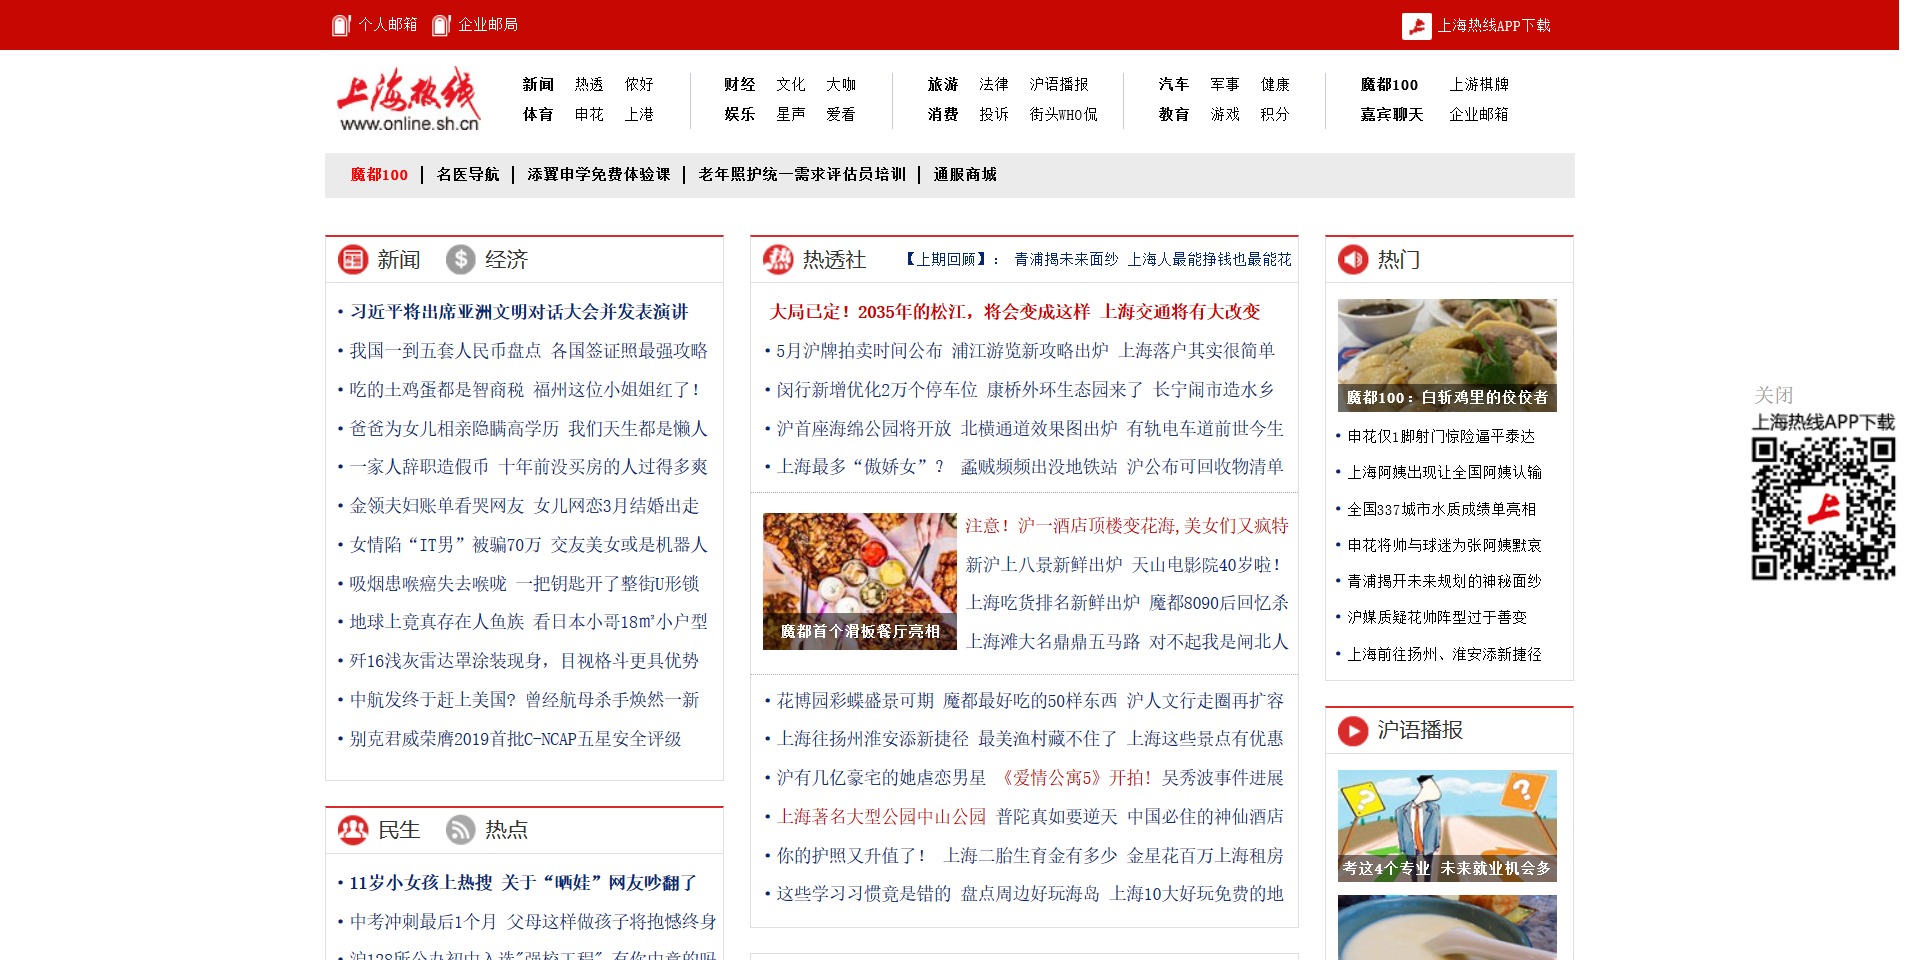 个人邮箱 企业邮局
上海热线APP下载
上海热线
www.online.sh.cn
新闻 热透 侬好
体育 申花 上港
财经 文化 大咖
娱乐 星声 爱看
旅游 法律 沪语播报
消费 投诉 街头WHO侃
汽车 军事 健康
教育 游戏 积分
魔都100 上游棋牌
嘉宾聊天 企业邮箱
魔都100 | 名医导航 | 添翼申学免费体验课 | 老年照护统一需求评估员培训 | 通服商城
新闻 $ 经济
· 习近平将出席亚洲文明对话大会并发表演讲
· 我国一到五套人民币盘点 各国签证照最强攻略
· 吃的土鸡蛋都是智商税 福州这位小姐姐红了！
· 爸爸为女儿相亲隐瞒高学历 我们天生都是懒人
· 一家人辞职造假币 十年前没买房的人过得多爽
· 金领夫妇账单看哭网友 女儿网恋3月结婚出走
· 女情陷“IT男”被骗70万 交友美女或是机器人
· 吸烟患喉癌失去喉咙 一把钥匙开了整街U形锁
· 地球上竟真存在人鱼族 看日本小哥18㎡小户型
· 歼16浅灰雷达罩涂装现身，目视格斗更具优势
· 中航发终于赶上美国? 曾经航母杀手焕然一新
· 别克君威荣膺2019首批C-NCAP五星安全评级
民生 热点
· 11岁小女孩上热搜 关于“晒娃”网友吵翻了
· 中考冲刺最后1个月 父母这样做孩子将抱憾终身
· 沪128所公办初中入选"强校工程" 有你中意的吗
热 热透社 【上期回顾】： 青浦揭未来面纱 上海人最能挣钱也最能花
大局已定！2035年的松江，将会变成这样 上海交通将有大改变
· 5月沪牌拍卖时间公布 浦江游览新攻略出炉 上海落户其实很简单
· 闵行新增优化2万个停车位 康桥外环生态园来了 长宁闹市造水乡
· 沪首座海绵公园将开放 北横通道效果图出炉 有轨电车道前世今生
· 上海最多“傲娇女”？ 蟊贼频频出没地铁站 沪公布可回收物清单
魔都首个滑板餐厅亮相
注意！沪一酒店顶楼变花海,美女们又疯特
新沪上八景新鲜出炉 天山电影院40岁啦！
上海吃货排名新鲜出炉 魔都8090后回忆杀
上海滩大名鼎鼎五马路 对不起我是闸北人
· 花博园彩蝶盛景可期 魔都最好吃的50样东西 沪人文行走圈再扩容
· 上海往扬州淮安添新捷径 最美渔村藏不住了 上海这些景点有优惠
· 沪有几亿豪宅的她虐恋男星 《爱情公寓5》开拍! 吴秀波事件进展
· 上海著名大型公园中山公园 普陀真如要逆天 中国必住的神仙酒店
· 你的护照又升值了！ 上海二胎生育金有多少 金星花百万上海租房
· 这些学习习惯竟是错的 盘点周边好玩海岛 上海10大好玩免费的地
热门
魔都100：白斩鸡里的佼佼者
· 申花仅1脚射门惊险逼平泰达
· 上海阿姨出现让全国阿姨认输
· 全国337城市水质成绩单亮相
· 申花将帅与球迷为张阿姨默哀
· 青浦揭开未来规划的神秘面纱
· 沪媒质疑花帅阵型过于善变
· 上海前往扬州、淮安添新捷径
沪语播报
? ?
考这4个专业 未来就业机会多
关闭
上海热线APP下载
上